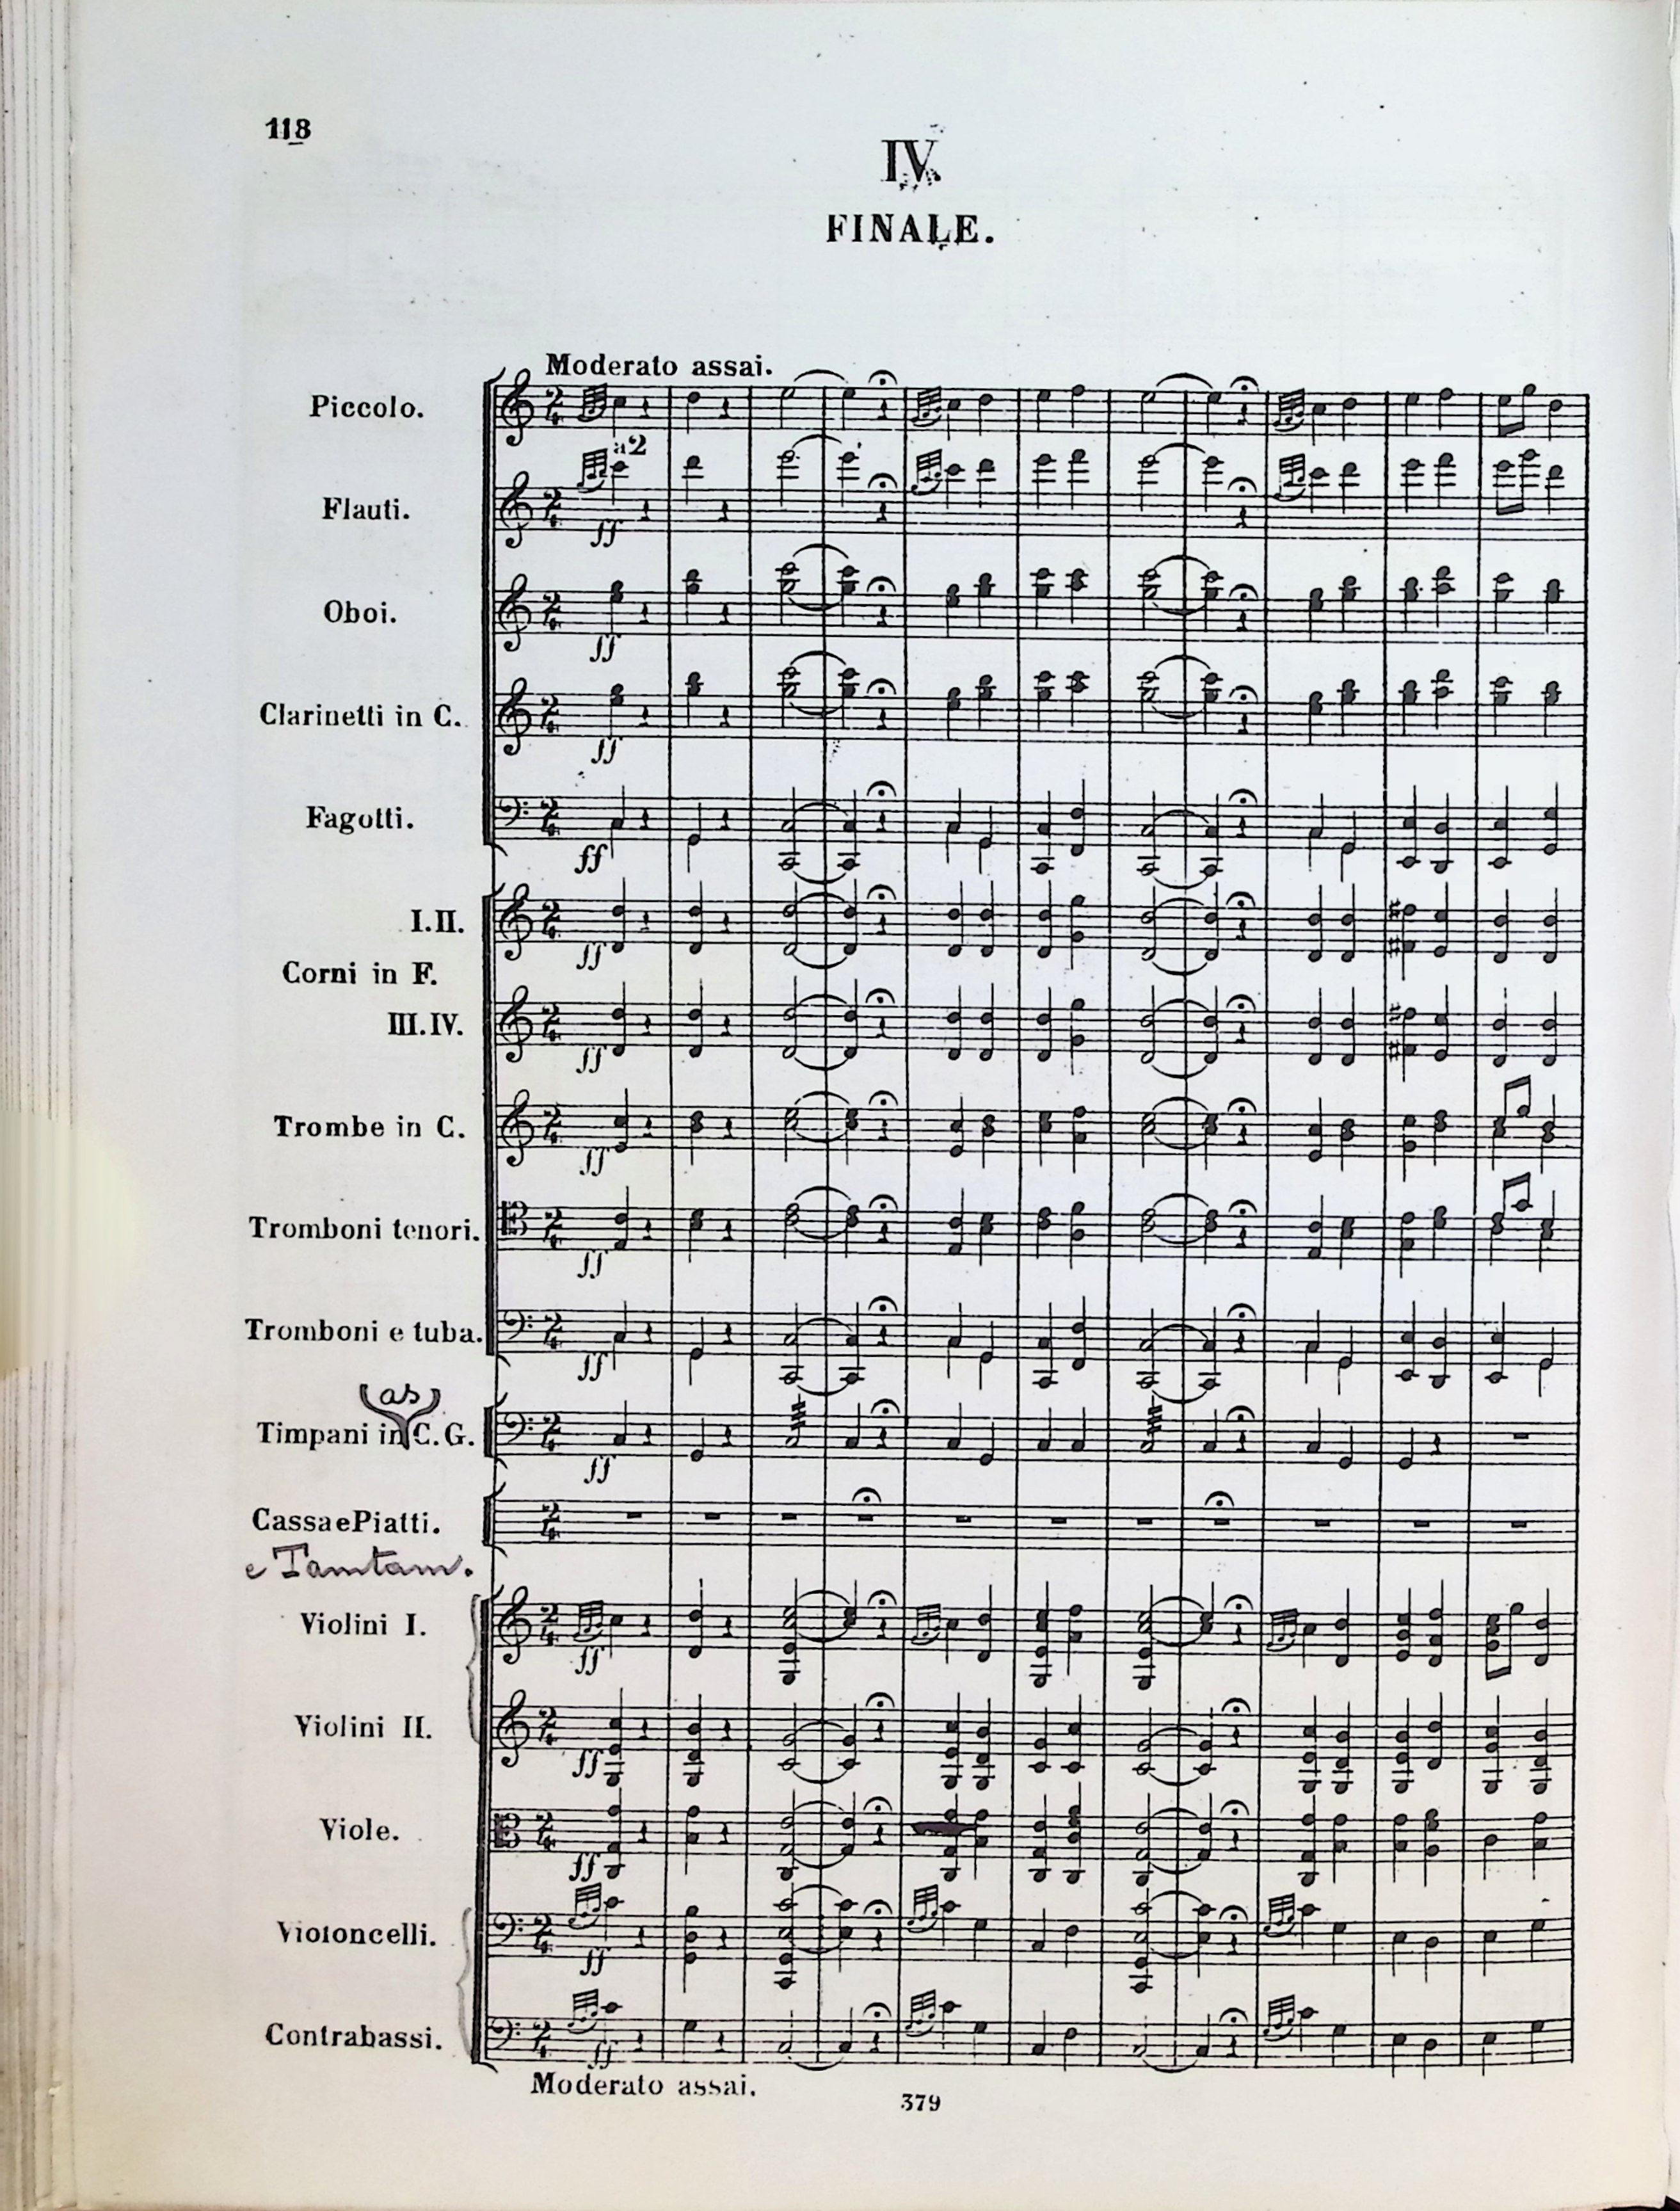 118
IV.
FINALE.
Moderato assai.
Piccolo.
a2
Flauti.
ff
Oboi.
ff
Clarinetti in C.
ff
Fagotti.
ff
I.II.
ff
Corni in F.
III.IV.
ff
Trombe in C.
ff
Tromboni tenori.
ff
Tromboni e tuba.
ff
(as)
Timpani in C.G.
ff
Cassa e Piatti.
e Tamtam.
Violini I.
ff
Violini II.
ff
Viole.
ff
Violoncelli.
ff
Contrabassi.
ff
Moderato assai.
379